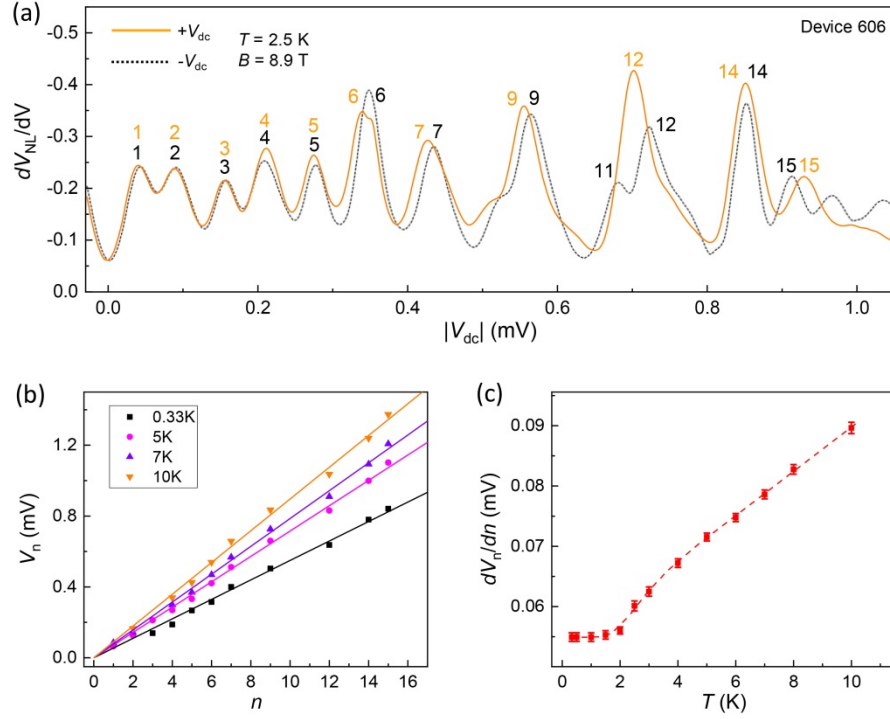 (a)
-0.5
-0.4
-0.3
-0.2
-0.1
0.0
dV_NL/dV
+V_dc
-V_dc
T = 2.5 K
B = 8.9 T
Device 606
1 2 3 4 5 6 7 9 12 14 15
1 2 3 4 5 6 7 9 11 12 14 15
0.0 0.2 0.4 0.6 0.8 1.0
|V_dc| (mV)
(b)
1.2
0.8
0.4
0.0
V_n (mV)
0.33K
5K
7K
10K
0 2 4 6 8 10 12 14 16
n
(c)
0.09
0.08
0.07
0.06
dV_n/dn (mV)
0 2 4 6 8 10
T (K)